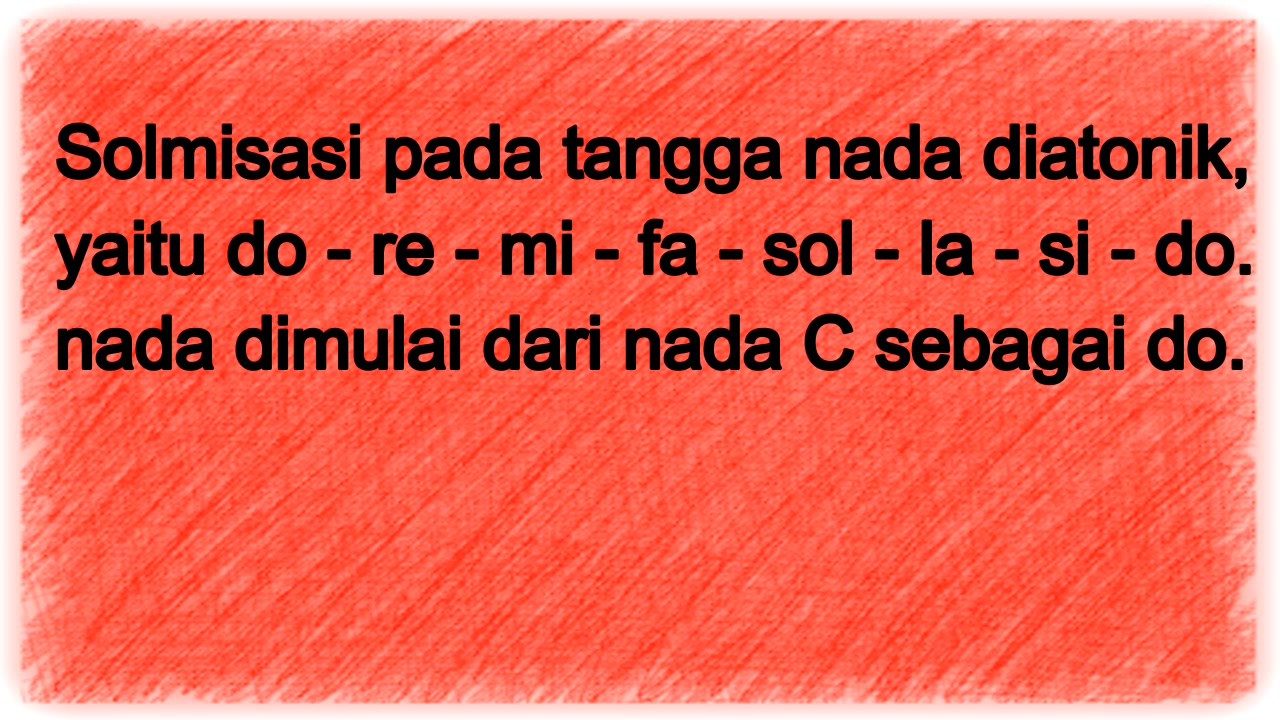 Solmisasi pada tangga nada diatonik,
yaitu do - re - mi - fa - sol - la - si - do.
nada dimulai dari nada C sebagai do.